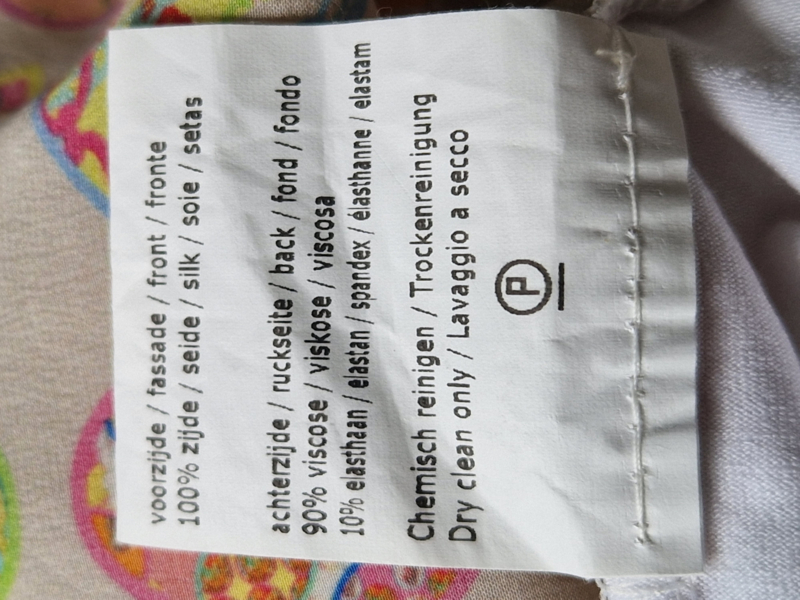 voorzijde / fassade / front / fronte
100% zijde / seide / silk / soie / setas
achterzijde / ruckseite / back / fond / fondo
90% viscose / viskose / viscosa
10% elasthaan / elastan / spandex / élasthanne / elastam
Chemisch reinigen / Trockenreinigung
Dry clean only / Lavaggio a secco
P